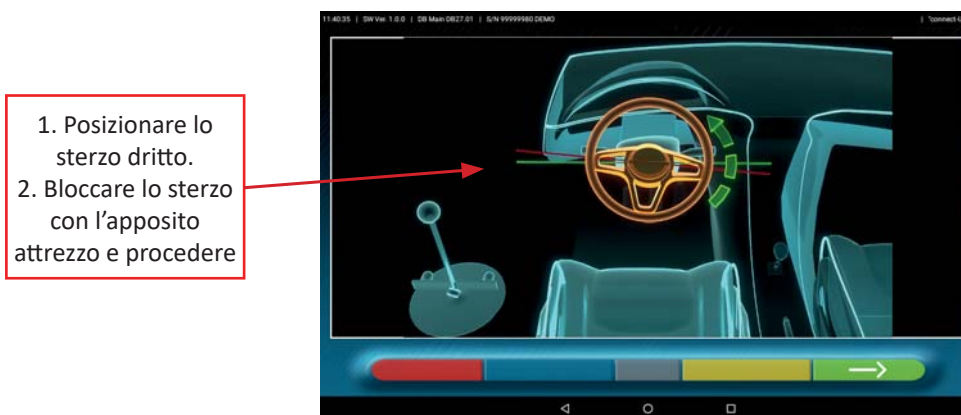 11:40:35 | SW Ver. 1.0.0 | DB Main DB27.01 | S/N 99999980 DEMO
| "connect-U
1. Posizionare lo
sterzo dritto.
2. Bloccare lo sterzo
con l’apposito
attrezzo e procedere